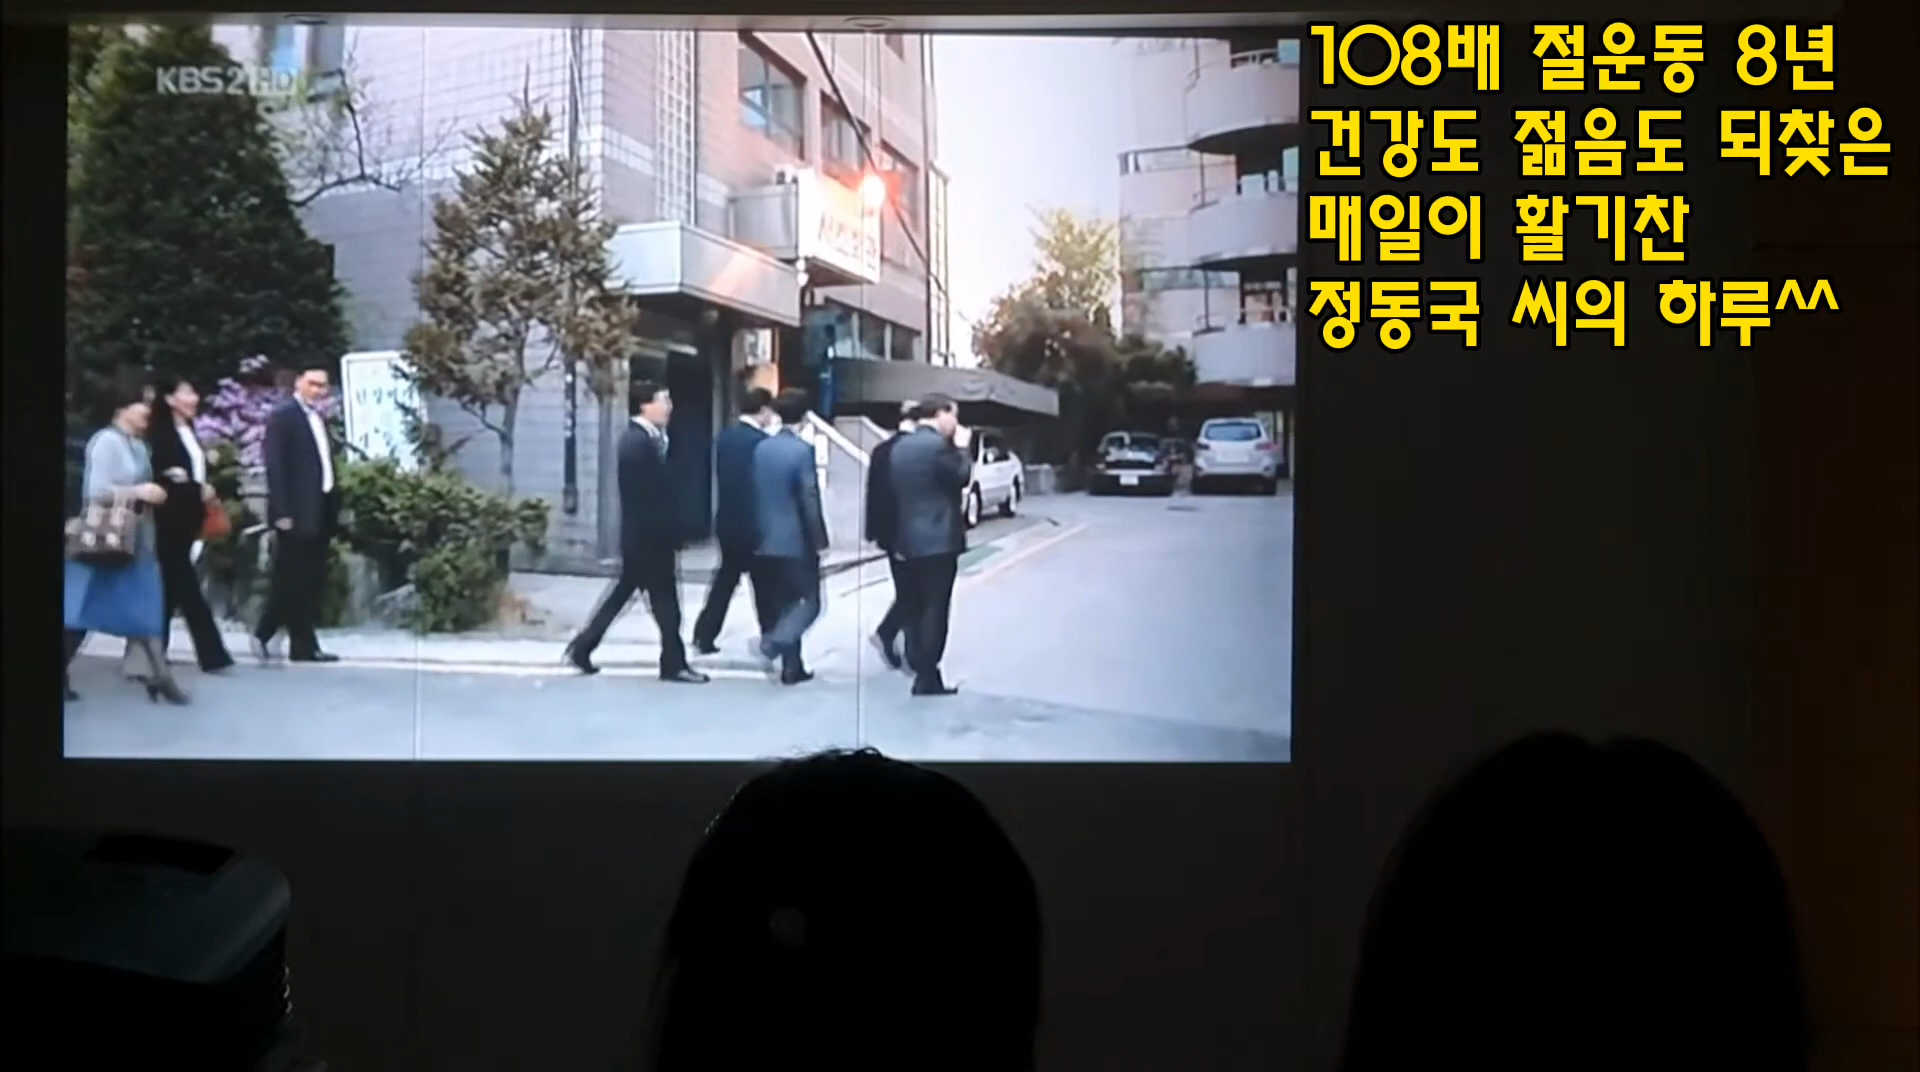 KBS2 HD
108배 절운동 8년
건강도 젊음도 되찾은
매일이 활기찬
정동국 씨의 하루^^